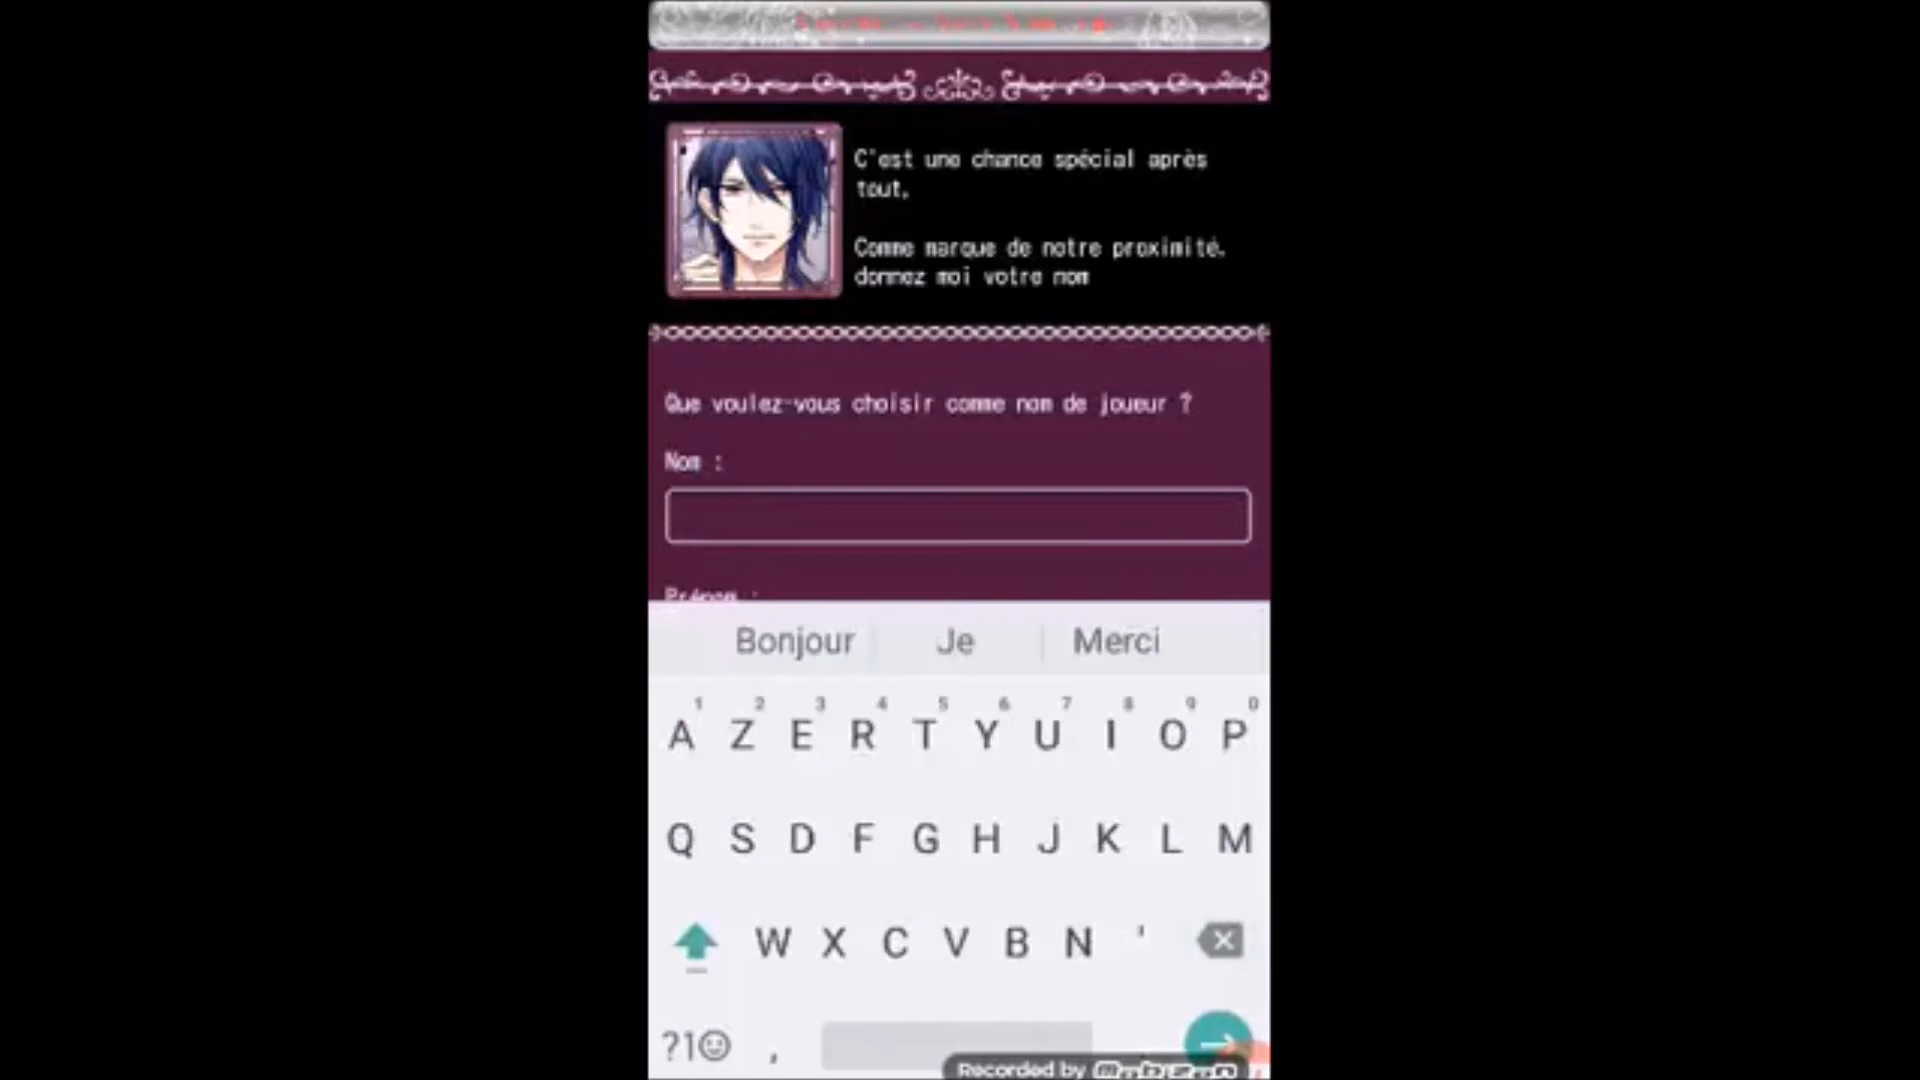 C'est une chance spécial après
tout,
Comme marque de notre proximité,
donnez moi votre nom
Que voulez-vous choisir comme nom de joueur ?
Nom :
Prénom :
Bonjour Je Merci
1 2 3 4 5 6 7 8 9 0
A Z E R T Y U I O P
Q S D F G H J K L M
W X C V B N '
?1☺ ,
Recorded by